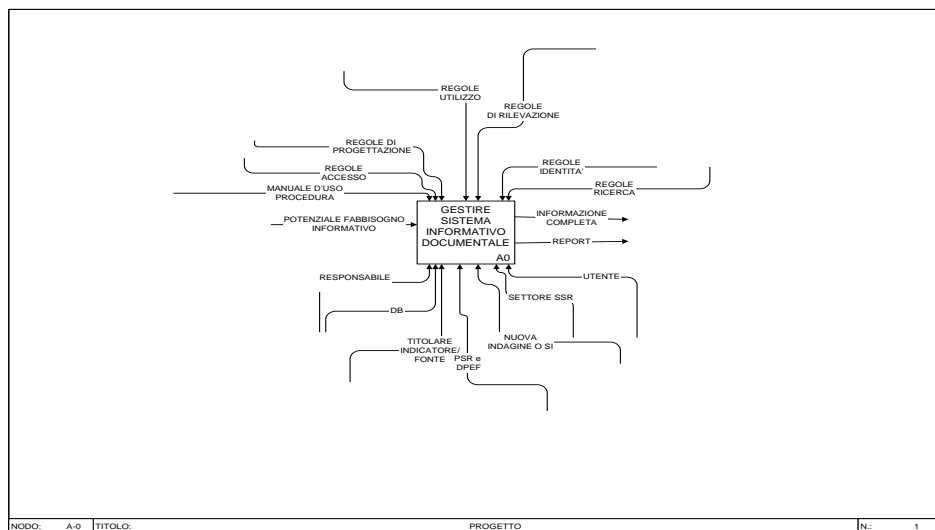 REGOLE
UTILIZZO
REGOLE
DI RILEVAZIONE
REGOLE DI
PROGETTAZIONE
REGOLE
ACCESSO
MANUALE D'USO
PROCEDURA
REGOLE
IDENTITA'
REGOLE
RICERCA
POTENZIALE FABBISOGNO
INFORMATIVO
GESTIRE
SISTEMA
INFORMATIVO
DOCUMENTALE
A0
INFORMAZIONE
COMPLETA
REPORT
RESPONSABILE
UTENTE
SETTORE SSR
DB
TITOLARE
INDICATORE/
FONTE
PSR e
DPEF
NUOVA
INDAGINE O SI
NODO: A-0 TITOLO: PROGETTO N.: 1